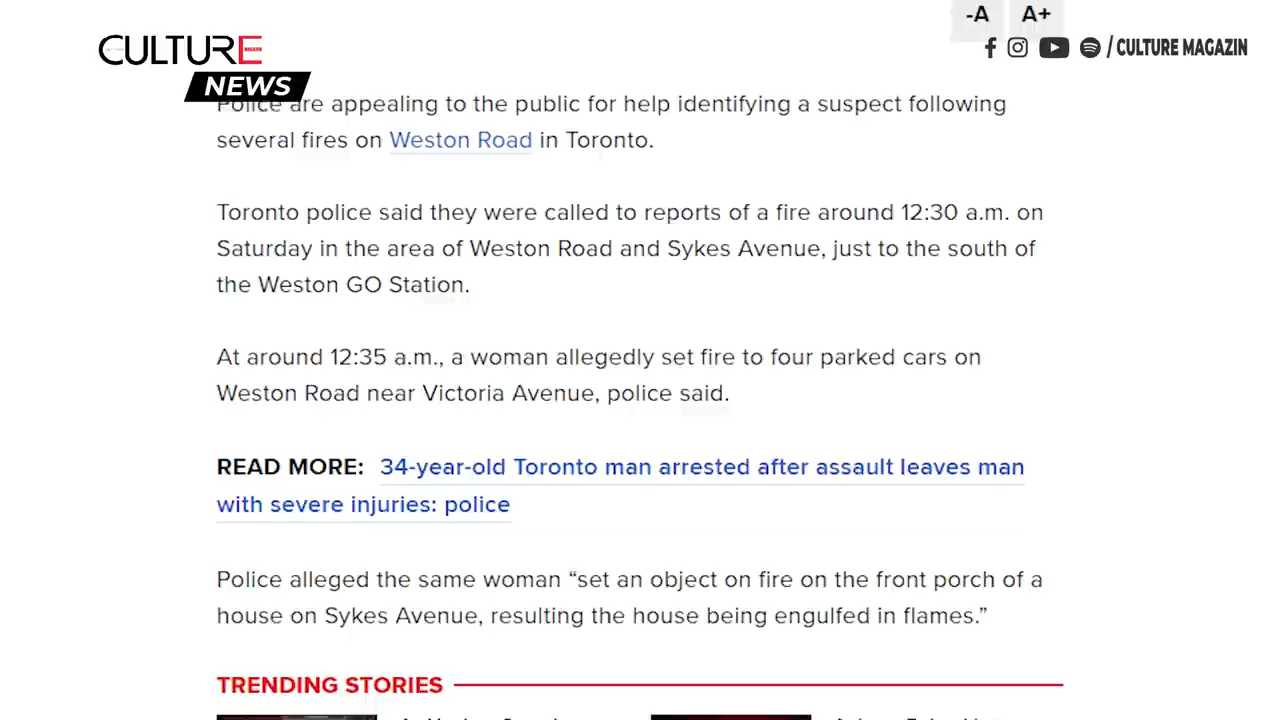 -A A+
CULTURE
NEWS
/ CULTURE MAGAZIN
Police are appealing to the public for help identifying a suspect following
several fires on Weston Road in Toronto.
Toronto police said they were called to reports of a fire around 12:30 a.m. on
Saturday in the area of Weston Road and Sykes Avenue, just to the south of
the Weston GO Station.
At around 12:35 a.m., a woman allegedly set fire to four parked cars on
Weston Road near Victoria Avenue, police said.
READ MORE: 34-year-old Toronto man arrested after assault leaves man
with severe injuries: police
Police alleged the same woman “set an object on fire on the front porch of a
house on Sykes Avenue, resulting the house being engulfed in flames.”
TRENDING STORIES